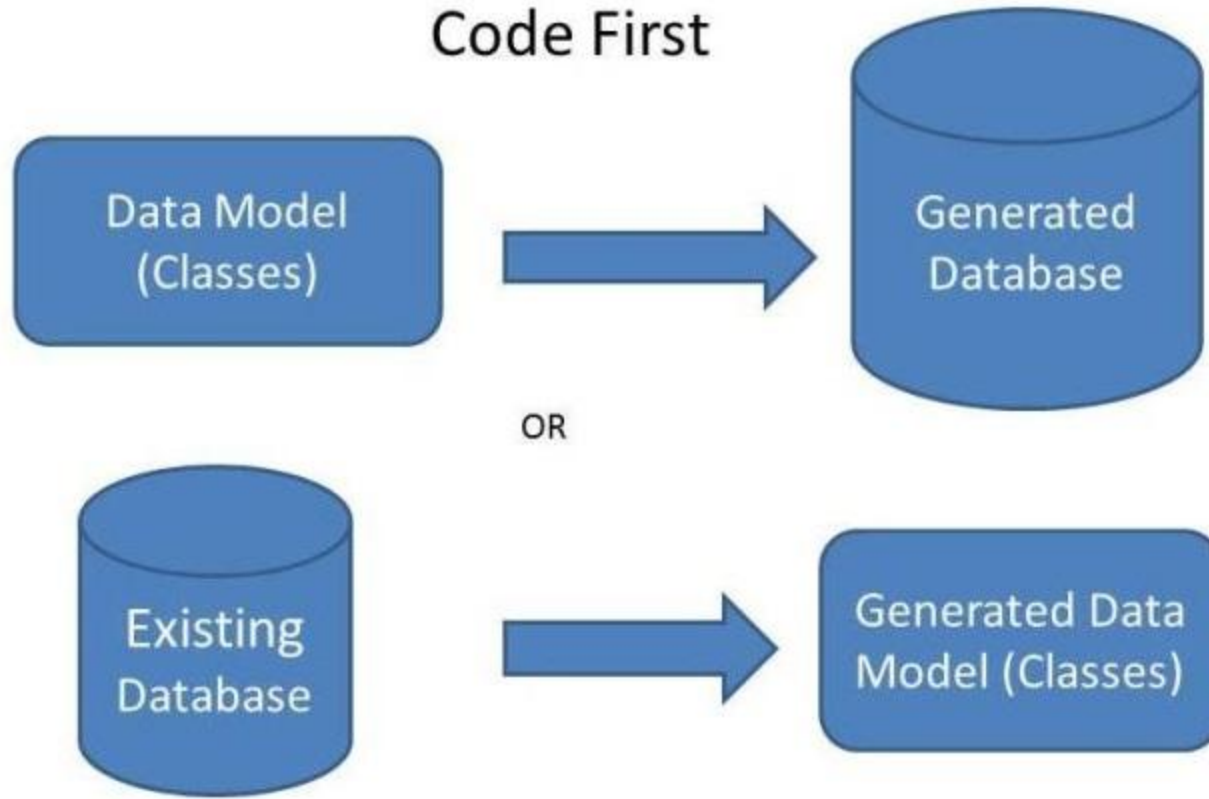 Code First
Data Model
(Classes)
Generated
Database
OR
Existing
Database
Generated Data
Model (Classes)